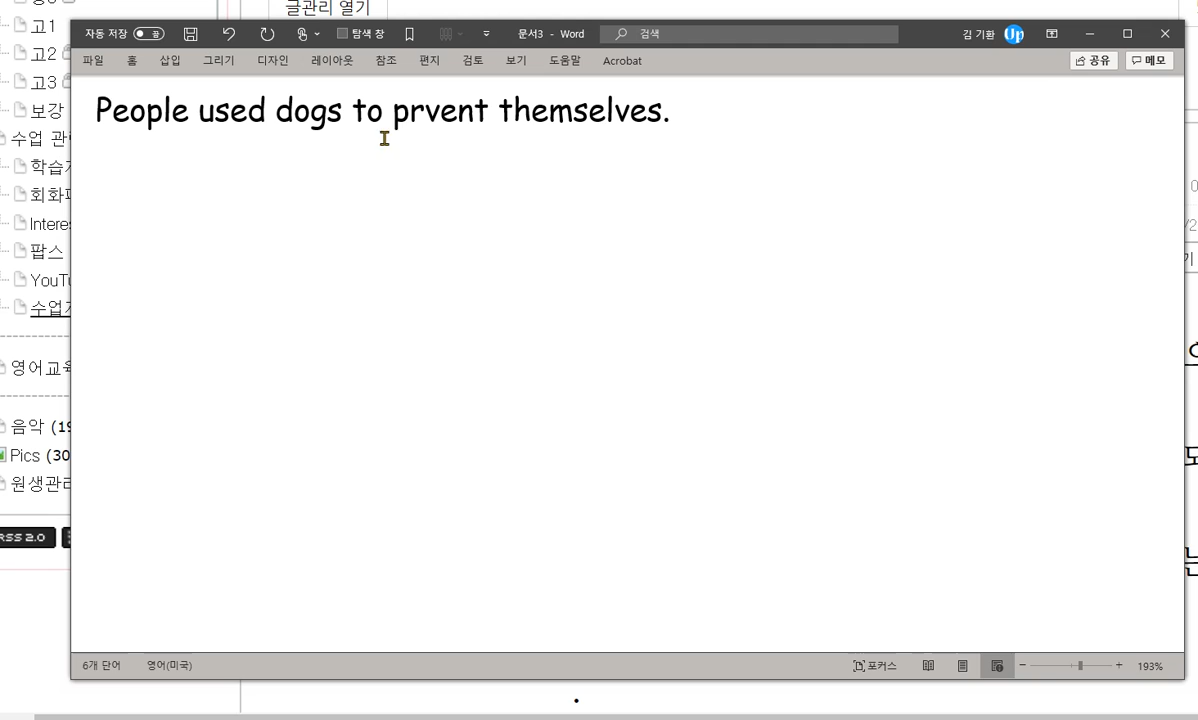 글관리 열기
고1
고2
고3
보강
수업
학습
회화
팝스
수업
영어교육
음악 (19
Pics (30
원생관리
RSS 2.0
자동 저장 끔 탐색 창 문서3 - Word 검색 김 기환 Up
파일 홈 삽입 그리기 디자인 레이아웃 참조 편지 검토 보기 도움말 Acrobat 공유 메모
People used dogs to prvent themselves.
6개 단어 영어(미국) 포커스 193%